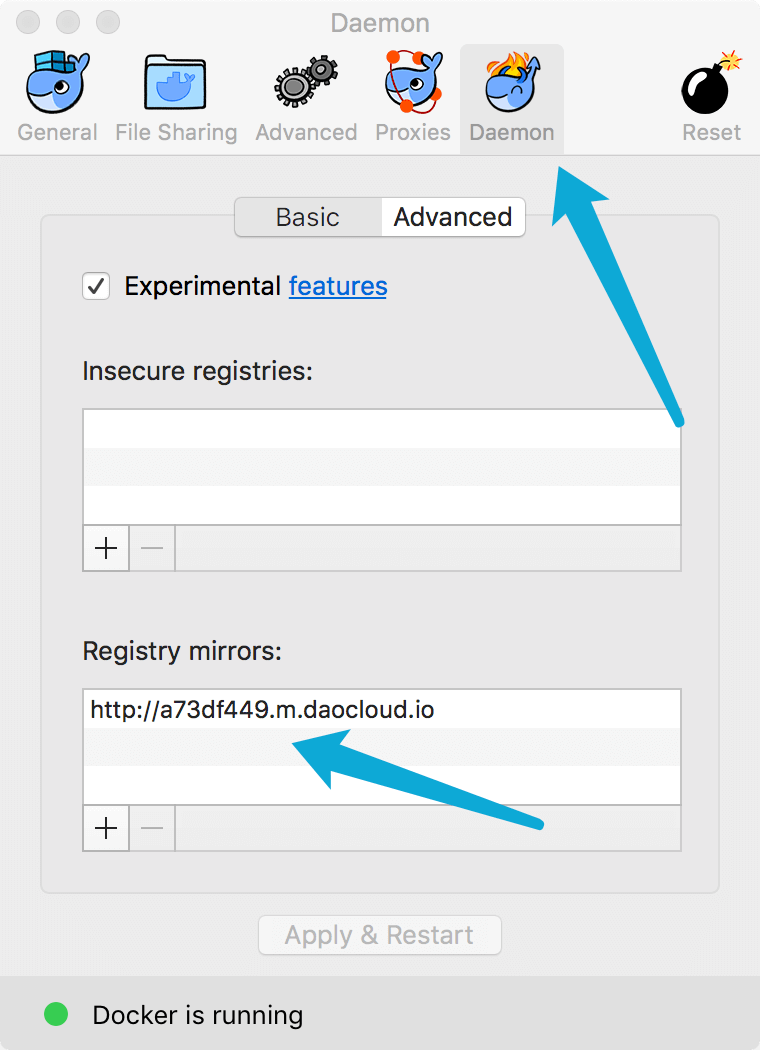 Daemon
General File Sharing Advanced Proxies Daemon Reset
Basic Advanced
Experimental features
Insecure registries:
Registry mirrors:
http://a73df449.m.daocloud.io
Apply & Restart
Docker is running